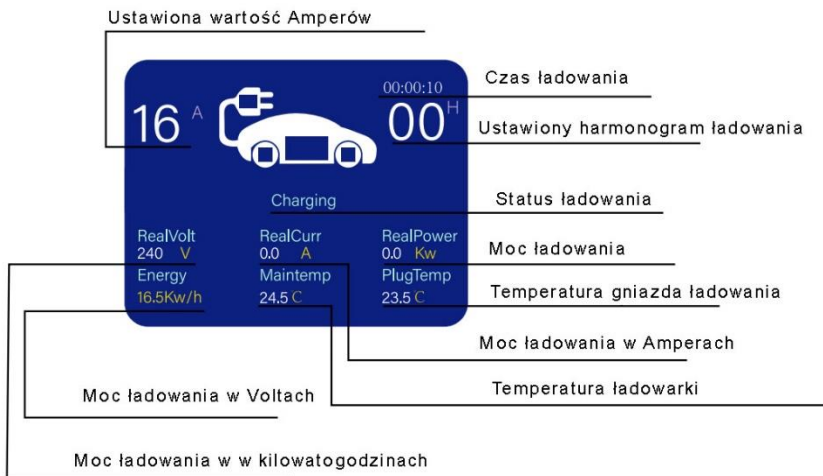 Ustawiona wartość Amperów
00:00:10
Czas ładowania
16 A
00 H
Ustawiony harmonogram ładowania
Charging
Status ładowania
RealVolt
RealCurr
RealPower
240 V
0.0 A
0.0 Kw
Moc ładowania
Energy
Maintemp
PlugTemp
16.5Kw/h
24.5 C
23.5 C
Temperatura gniazda ładowania
Moc ładowania w Amperach
Temperatura ładowarki
Moc ładowania w Voltach
Moc ładowania w w kilowatogodzinach